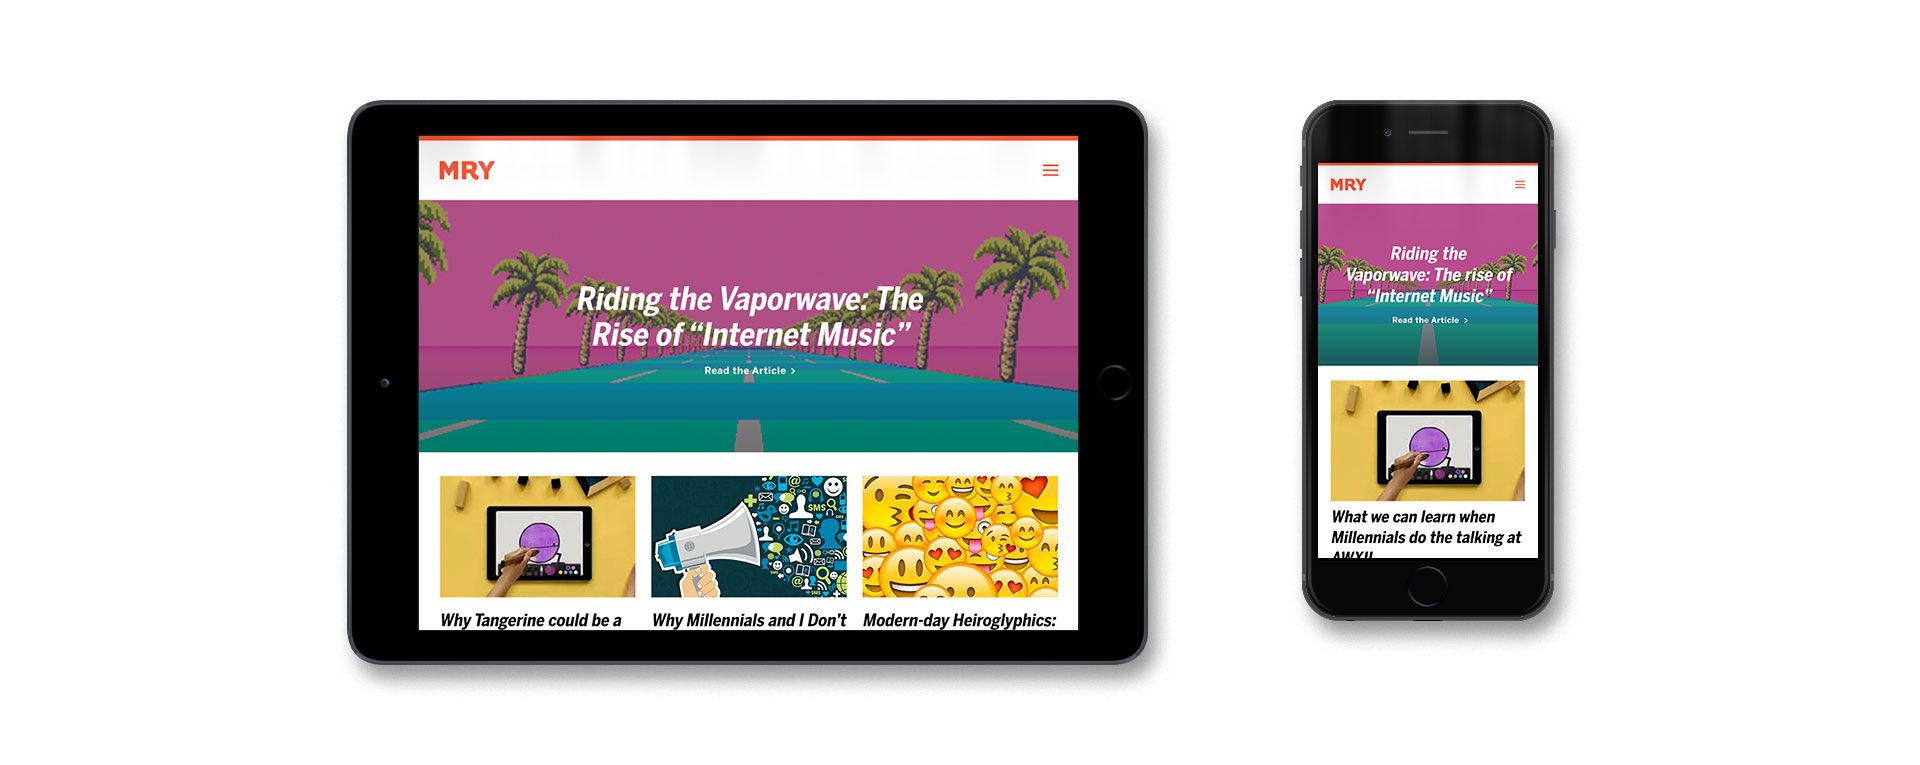 MRY
Riding the Vaporwave: The
Rise of “Internet Music”
Read the Article >
SMS
SMS
Why Tangerine could be a
Why Millennials and I Don’t
Modern-day Heiroglyphics:
MRY
Riding the
Vaporwave: The rise of
“Internet Music”
Read the Article >
What we can learn when
Millennials do the talking at